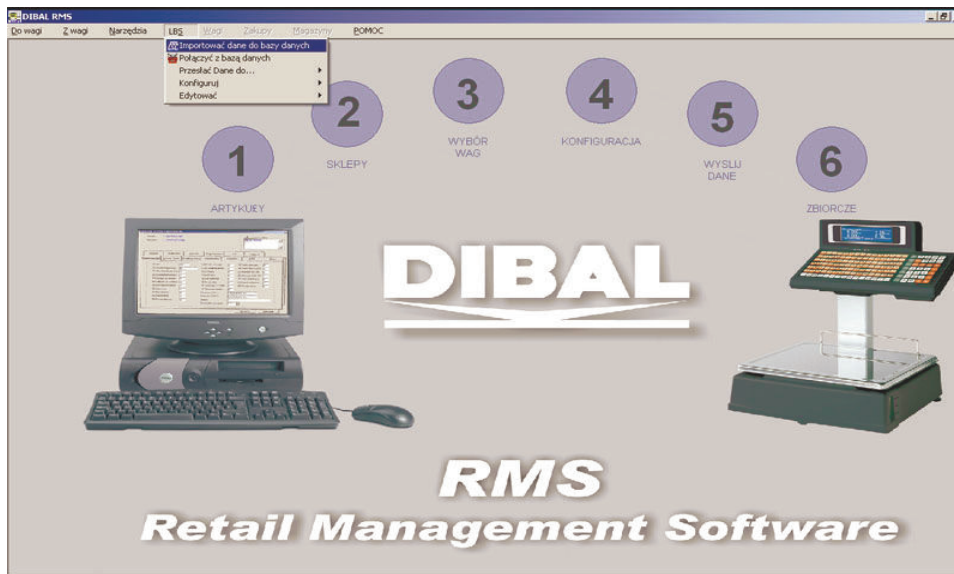 DIBAL RMS
Do wagi Z wagi Narzędzia LBS Wagi Zakupy Magazyny POMOC
Importować dane do bazy danych
Połączyć z bazą danych
Przesłać Dane do...
Konfiguruj
Edytować
1
ARTYKUŁY
2
SKLEPY
3
WYBÓR
WAG
4
KONFIGURACJA
5
WYSLIJ
DANE
6
ZBIORCZE
DIBAL
RMS
Retail Management Software